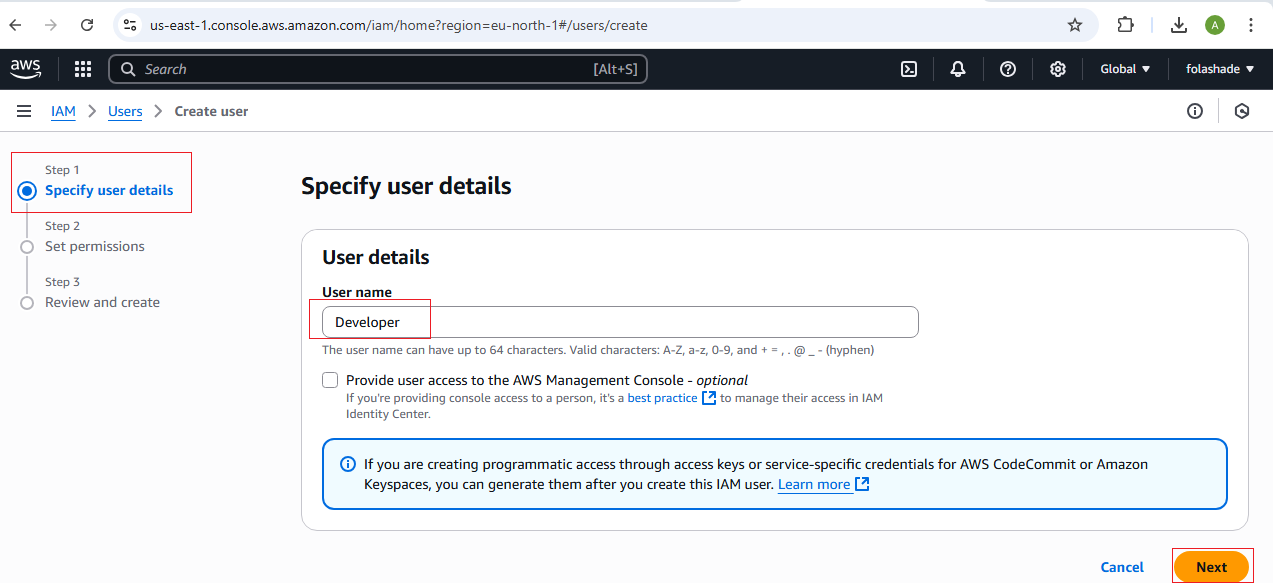 us-east-1.console.aws.amazon.com/iam/home?region=eu-north-1#/users/create
A
aws
Search
[Alt+S]
Global
folashade
IAM
Users
Create user
Step 1
Specify user details
Step 2
Set permissions
Step 3
Review and create
Specify user details
User details
User name
Developer
The user name can have up to 64 characters. Valid characters: A-Z, a-z, 0-9, and + = , . @ _ - (hyphen)
Provide user access to the AWS Management Console - optional
If you're providing console access to a person, it's a best practice to manage their access in IAM
Identity Center.
If you are creating programmatic access through access keys or service-specific credentials for AWS CodeCommit or Amazon
Keyspaces, you can generate them after you create this IAM user. Learn more
Cancel
Next